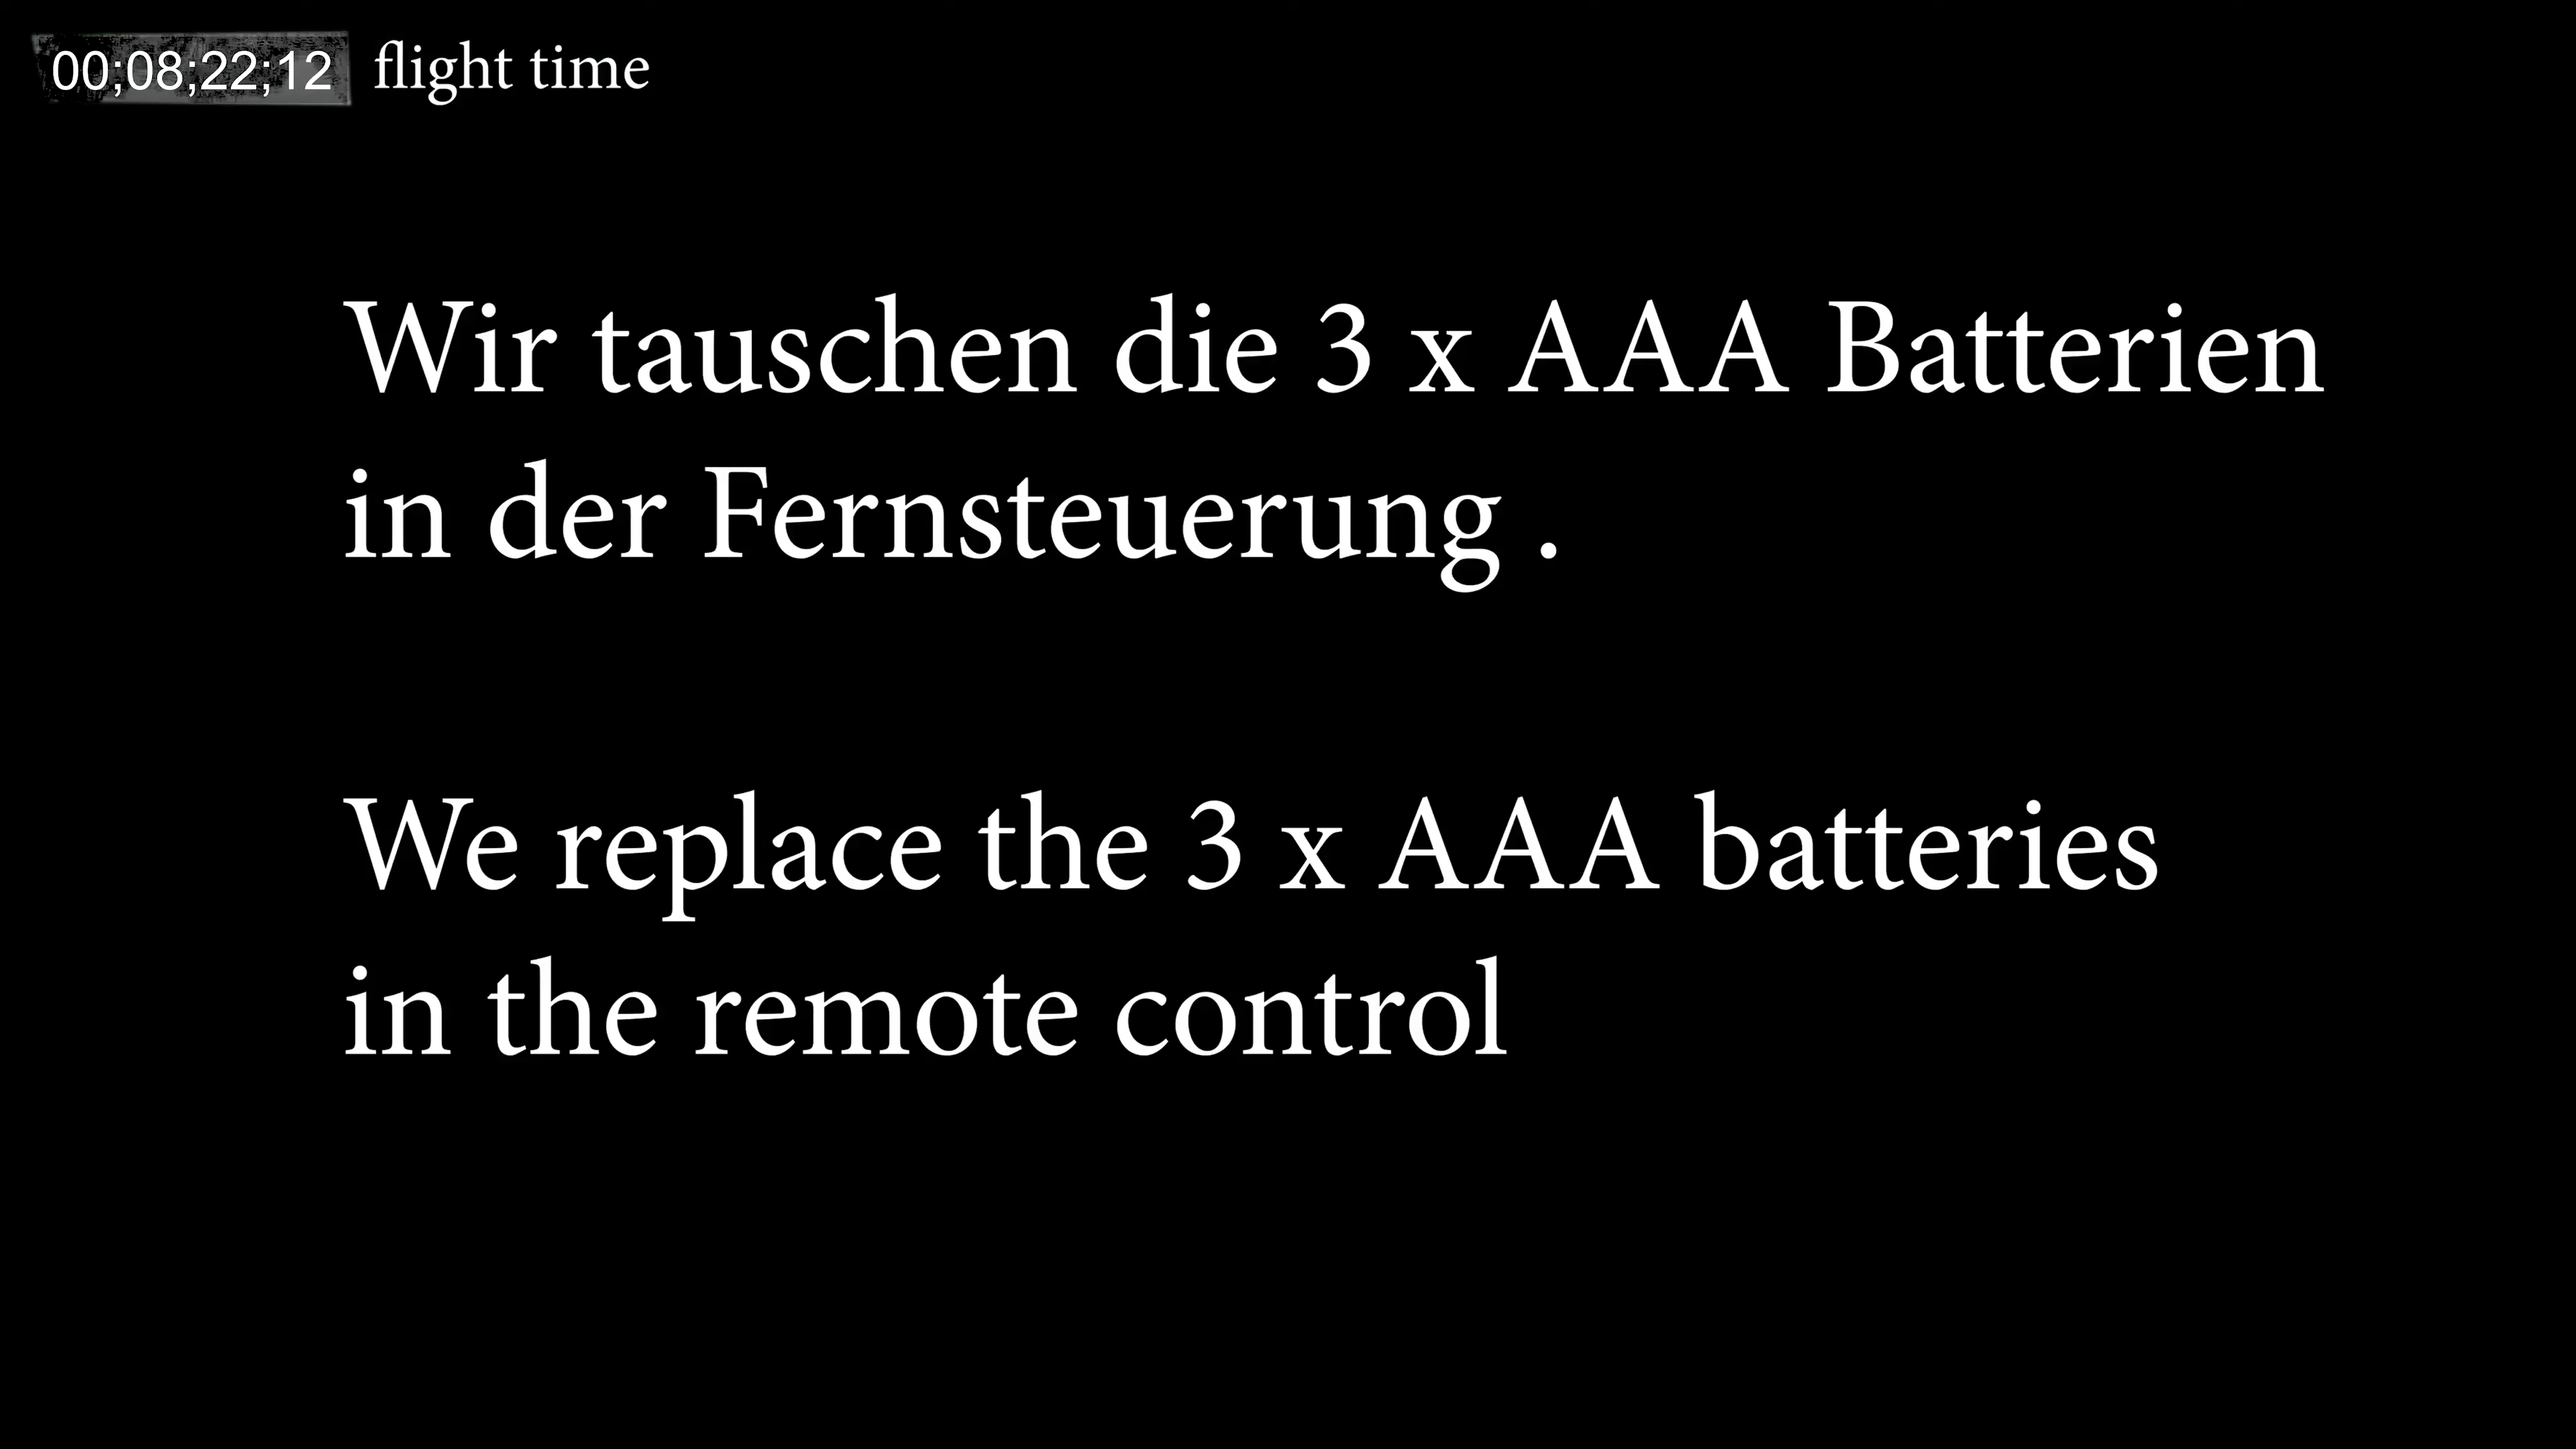 00;08;22;12 flight time
Wir tauschen die 3 x AAA Batterien
in der Fernsteuerung .
We replace the 3 x AAA batteries
in the remote control